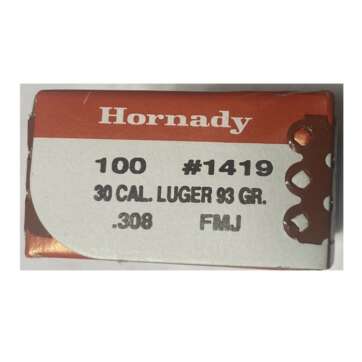 Hornady
100 #1419
30 CAL. LUGER 93 GR.
.308 FMJ